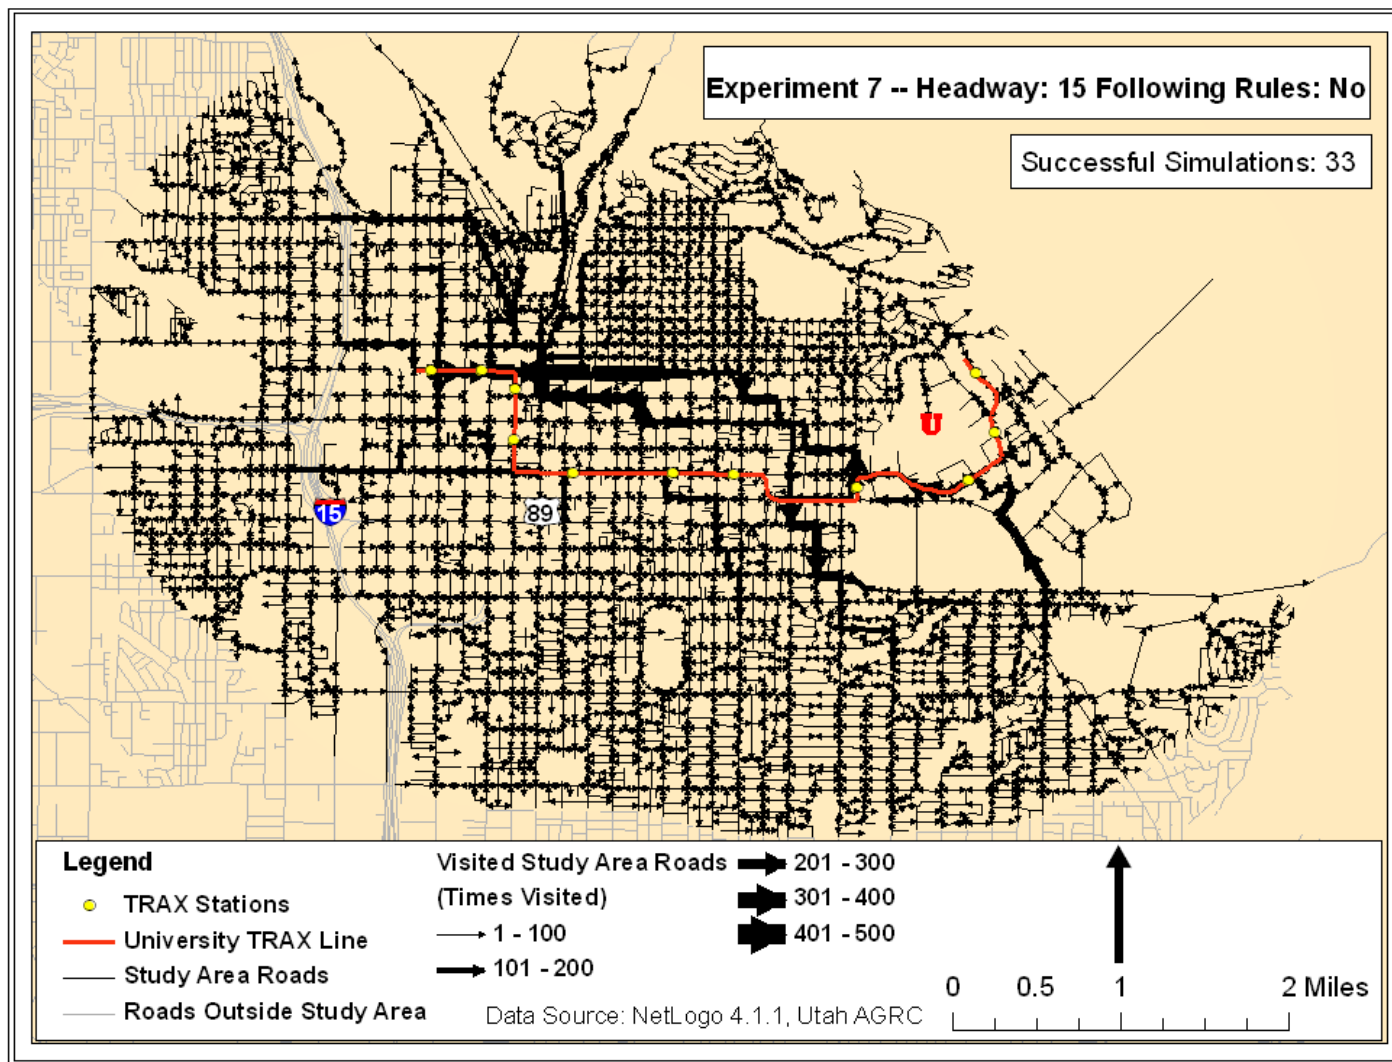 Experiment 7 -- Headway: 15 Following Rules: No
Successful Simulations: 33
U
15
89
Legend
TRAX Stations
University TRAX Line
Study Area Roads
Roads Outside Study Area
Visited Study Area Roads
(Times Visited)
1 - 100
101 - 200
201 - 300
301 - 400
401 - 500
Data Source: NetLogo 4.1.1, Utah AGRC
0 0.5 1 2 Miles